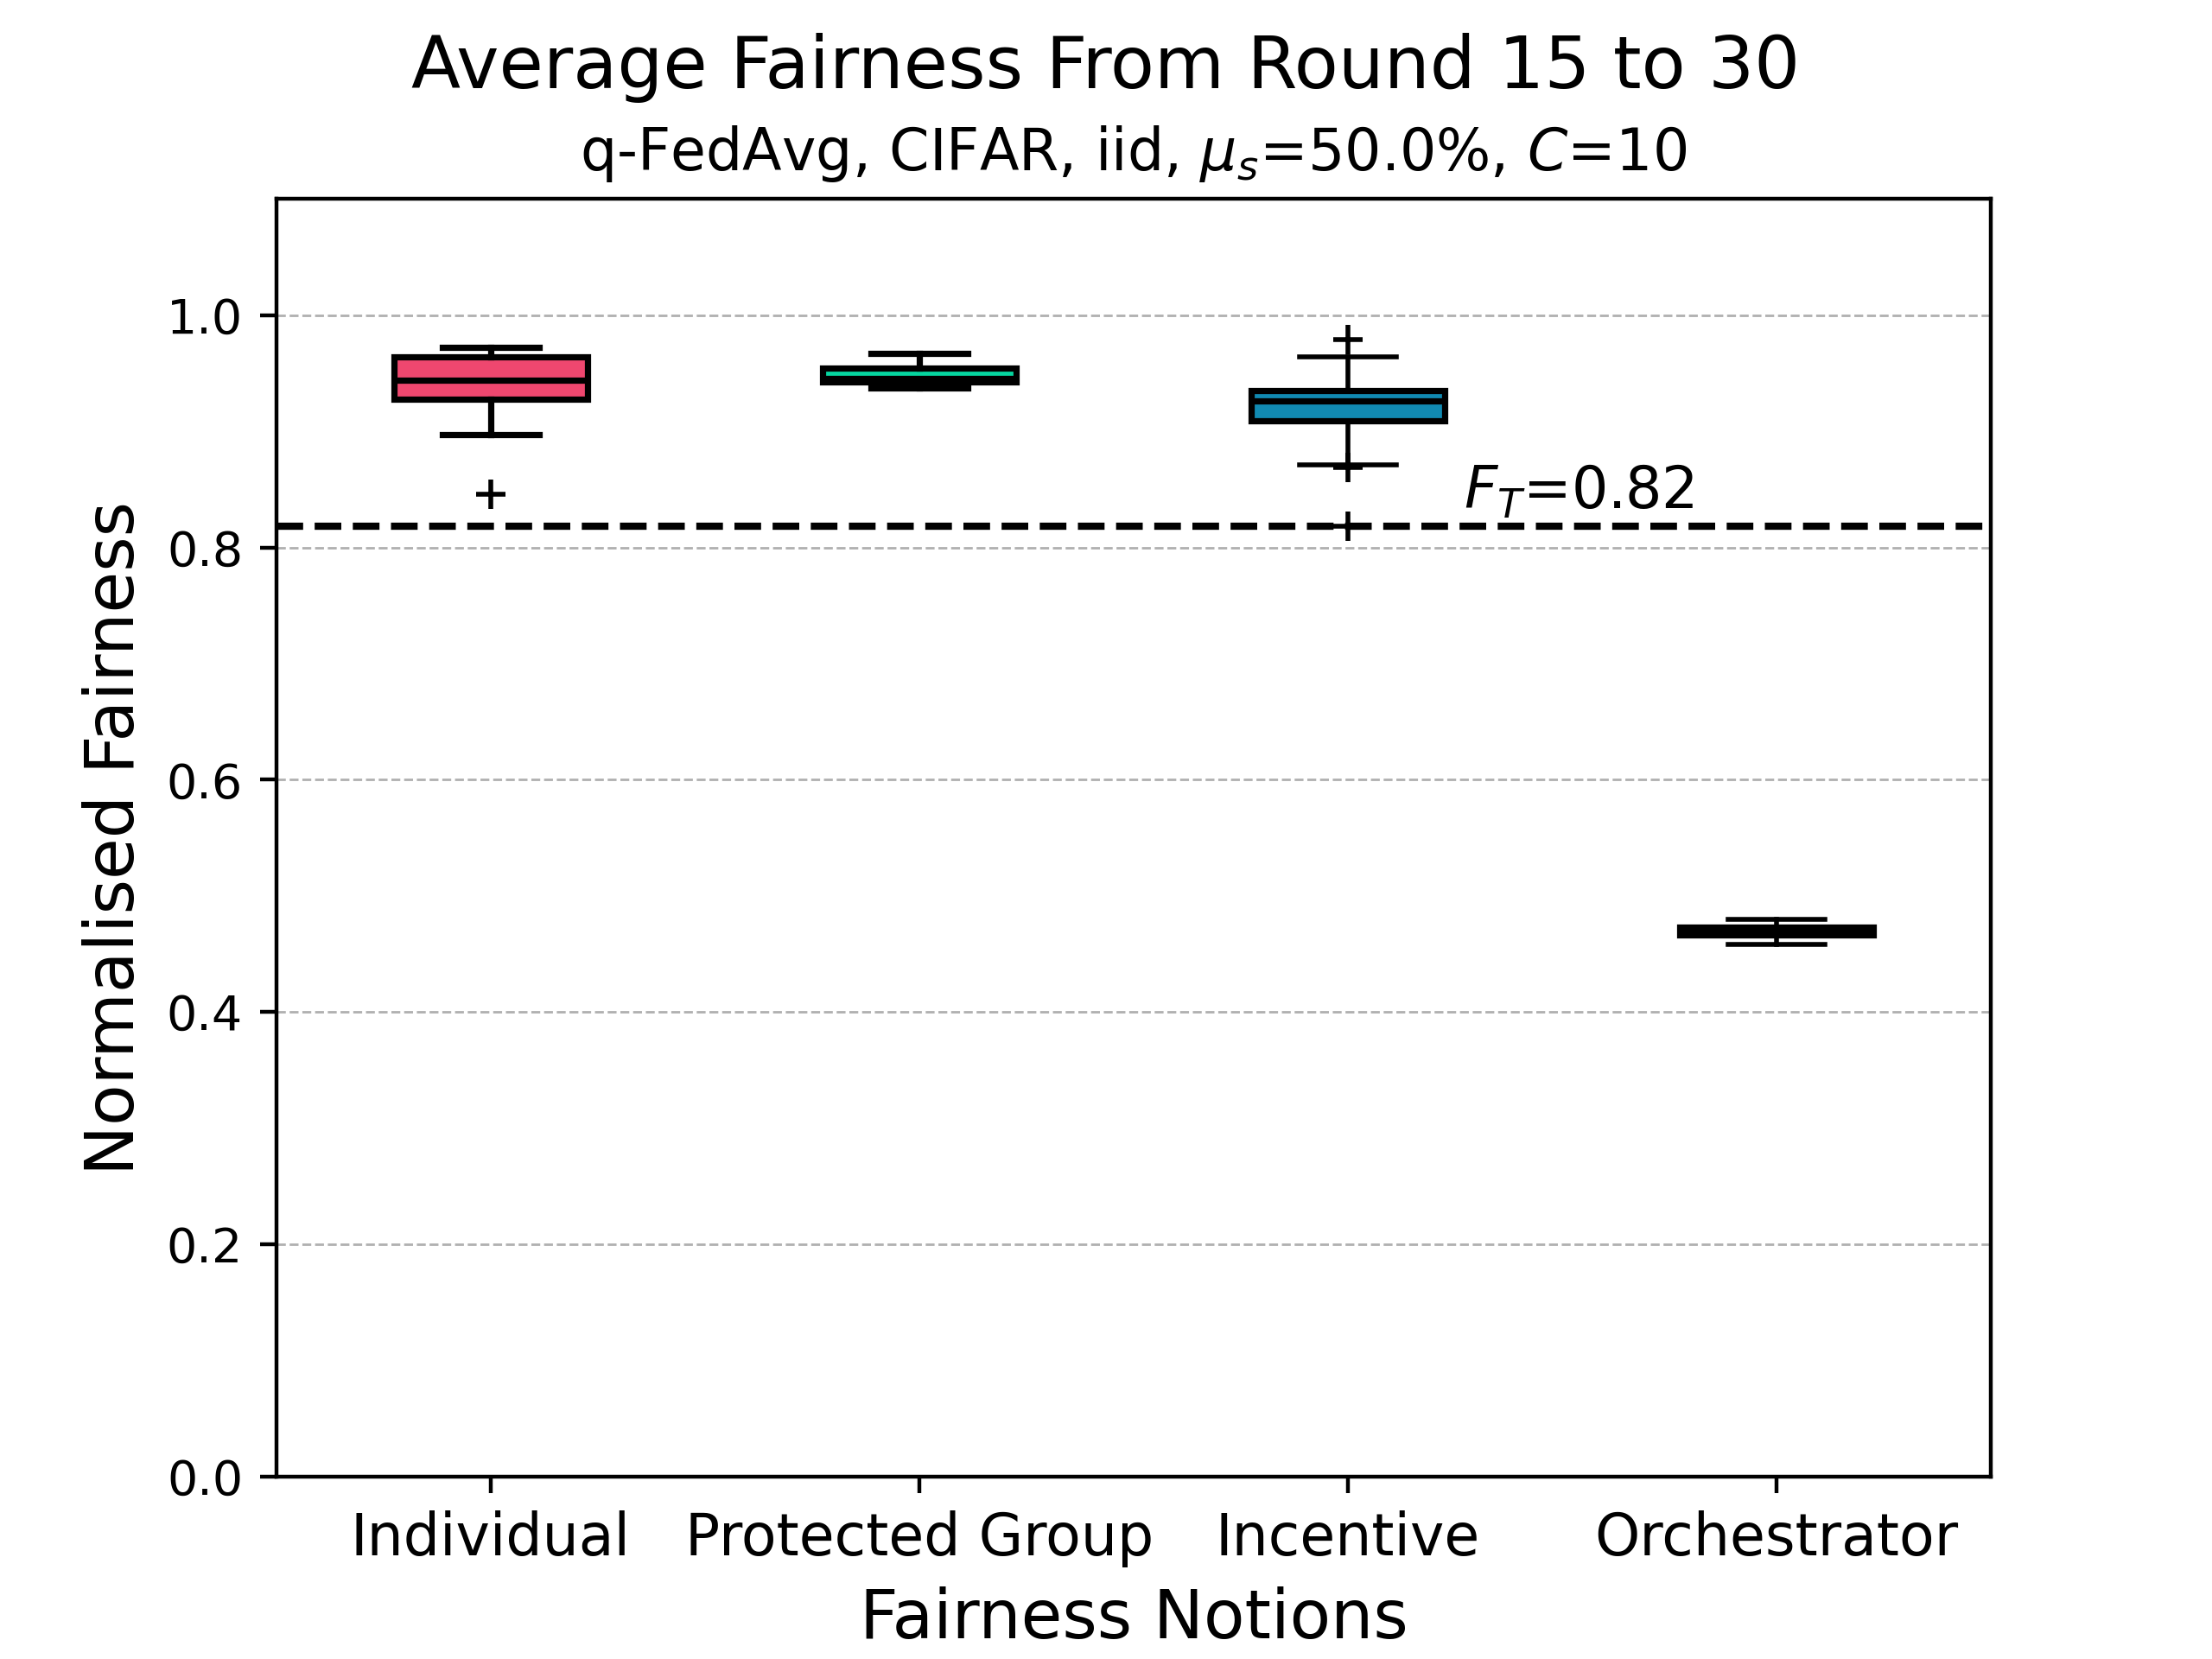 Average Fairness From Round 15 to 30
q-FedAvg, CIFAR, iid, μₛ=50.0%, C=10
Normalised Fairness
1.0
0.8
0.6
0.4
0.2
0.0
F_T=0.82
Individual Protected Group Incentive Orchestrator
Fairness Notions